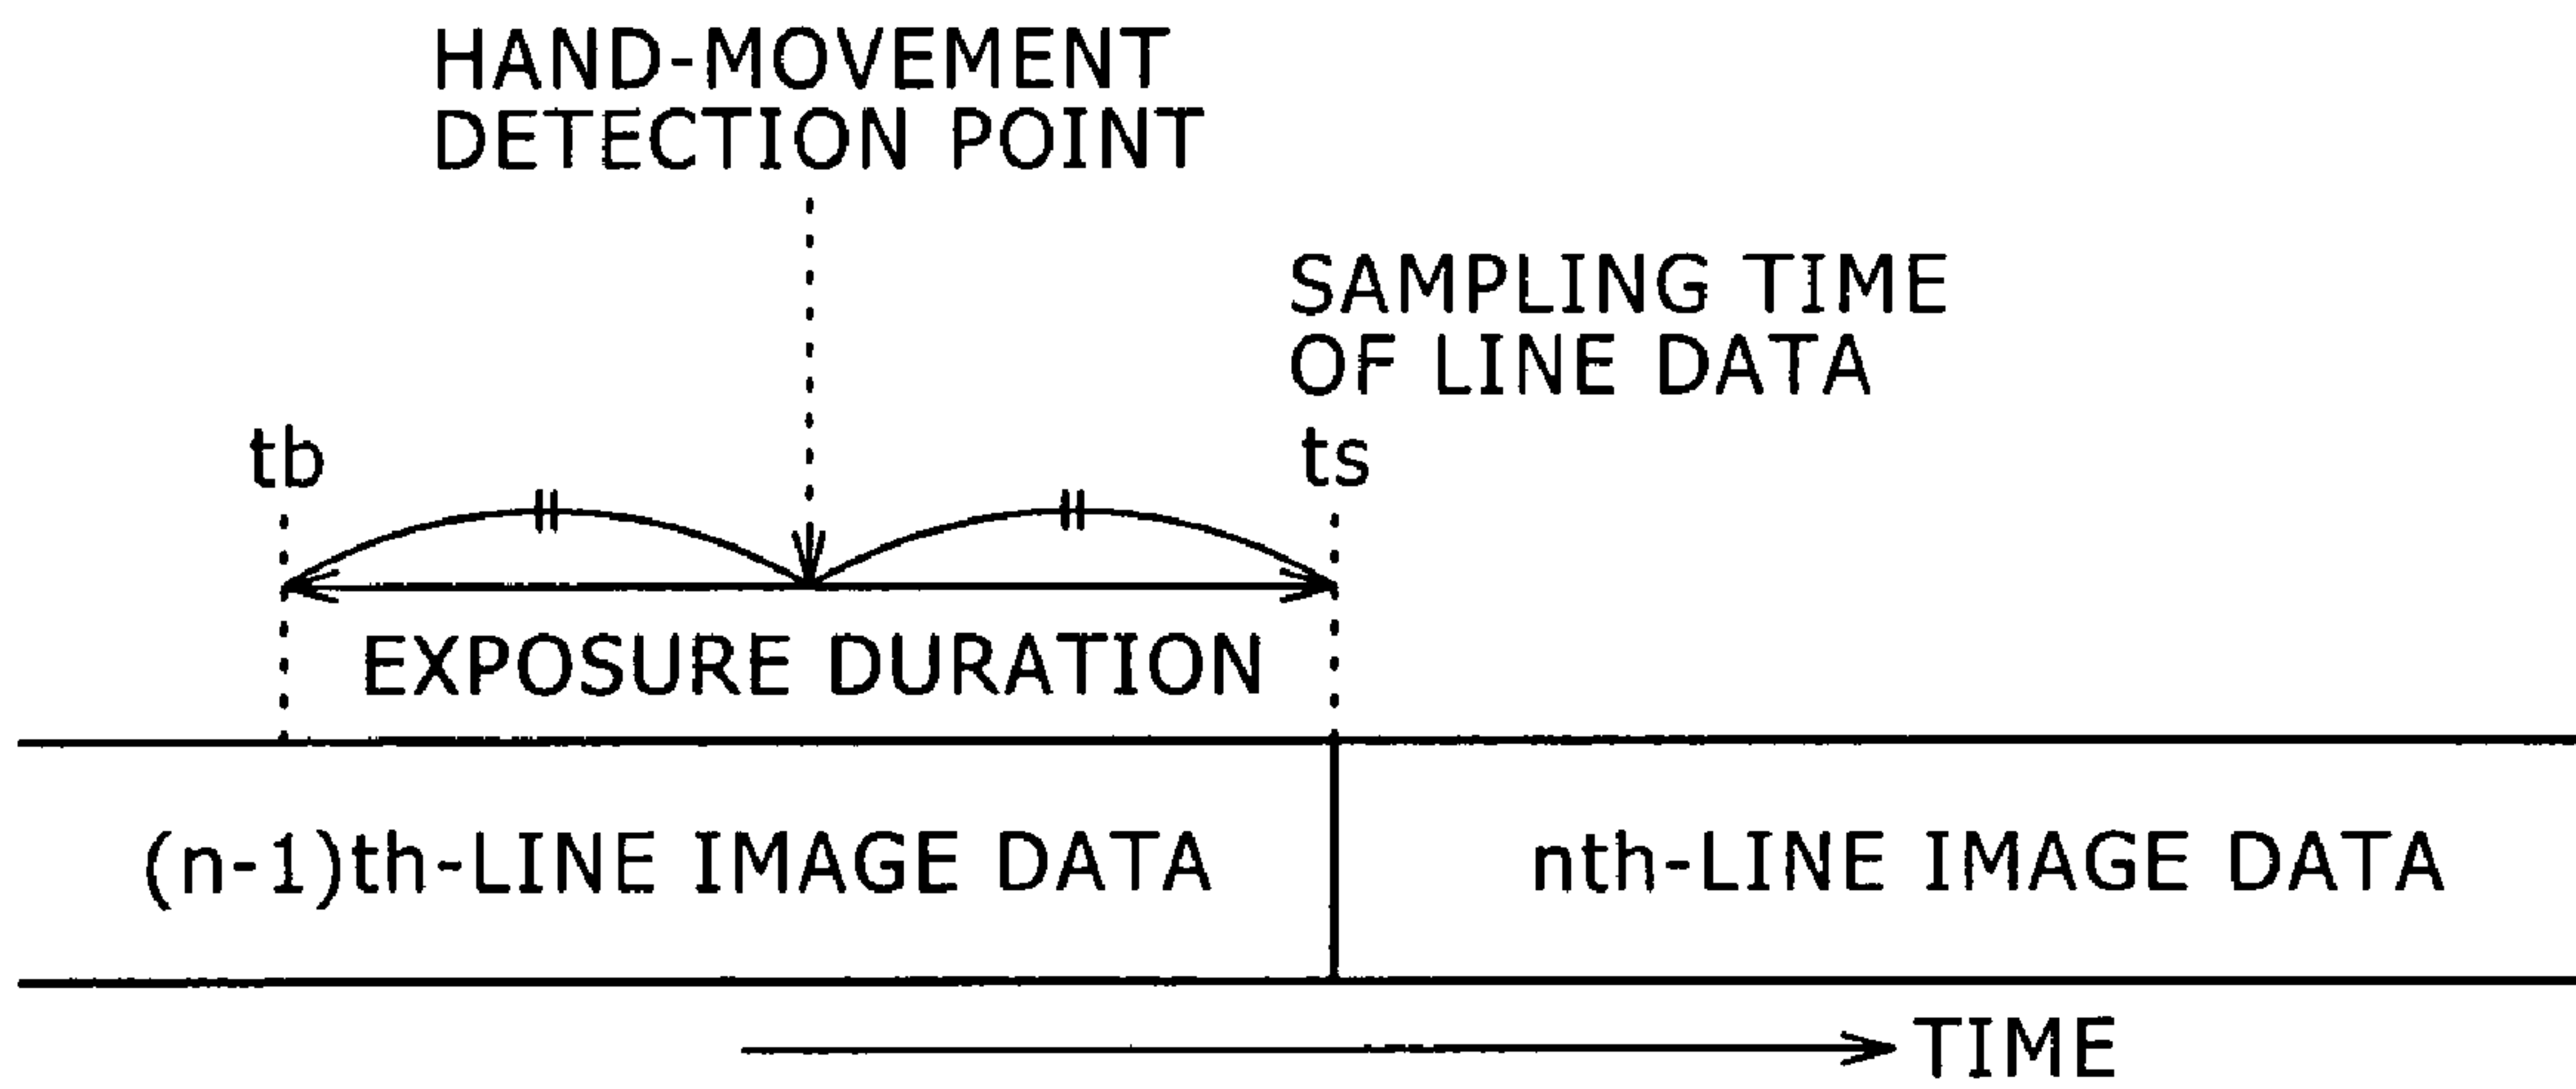 HAND-MOVEMENT
DETECTION POINT
SAMPLING TIME
OF LINE DATA
tb
ts
EXPOSURE DURATION
(n-1)th-LINE IMAGE DATA
nth-LINE IMAGE DATA
TIME